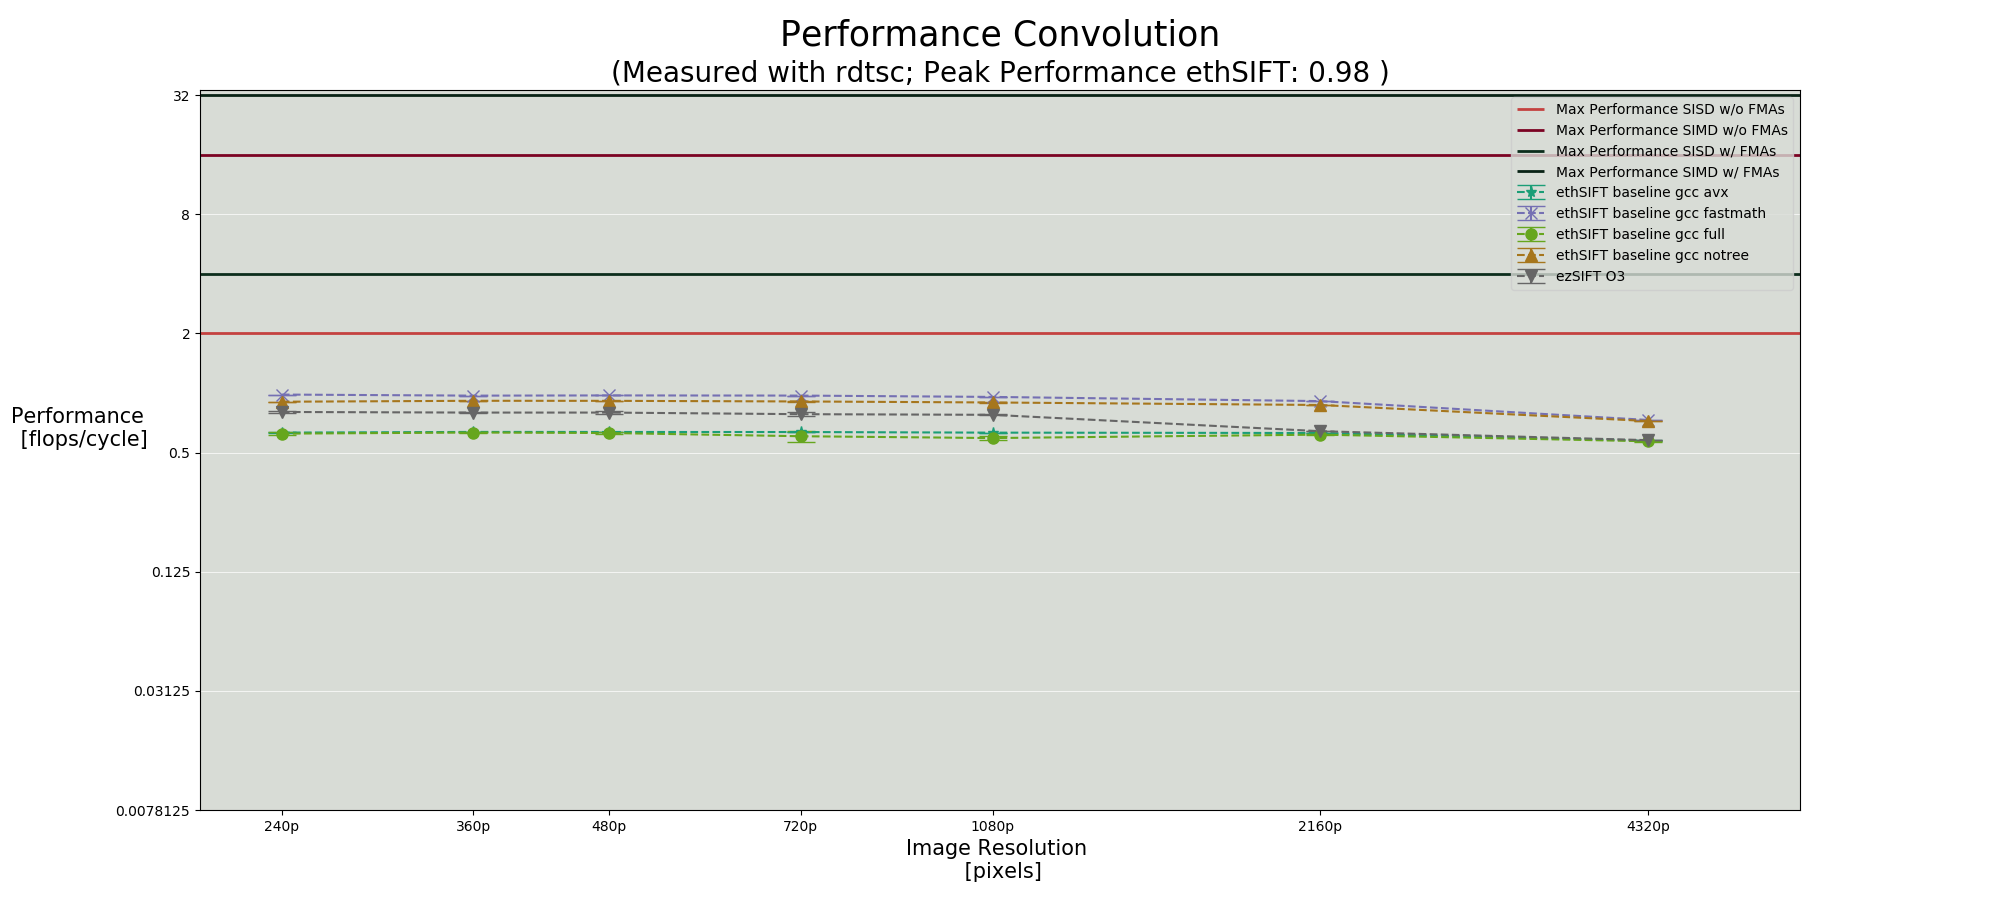 Performance Convolution
(Measured with rdtsc; Peak Performance ethSIFT: 0.98 )
32
8
2
0.5
0.125
0.03125
0.0078125
Performance
[flops/cycle]
Max Performance SISD w/o FMAs
Max Performance SIMD w/o FMAs
Max Performance SISD w/ FMAs
Max Performance SIMD w/ FMAs
ethSIFT baseline gcc avx
ethSIFT baseline gcc fastmath
ethSIFT baseline gcc full
ethSIFT baseline gcc notree
ezSIFT O3
240p 360p 480p 720p 1080p 2160p 4320p
Image Resolution
[pixels]